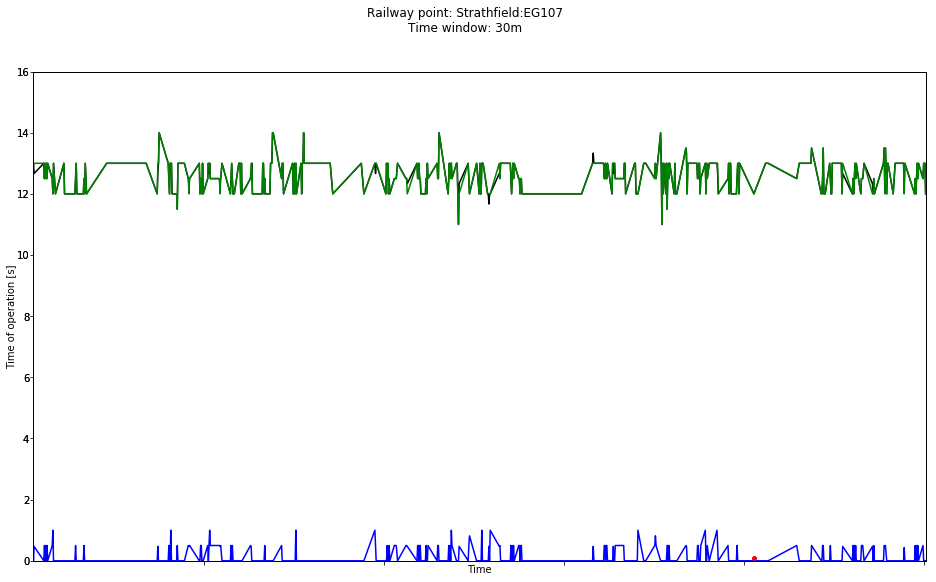 Railway point: Strathfield:EG107
Time window: 30m
16
14
12
10
8
6
4
2
0
Time of operation [s]
Time